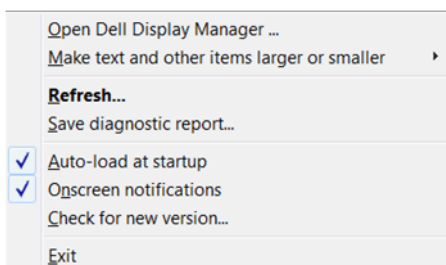 Open Dell Display Manager ...
Make text and other items larger or smaller
Refresh...
Save diagnostic report...
Auto-load at startup
Onscreen notifications
Check for new version...
Exit